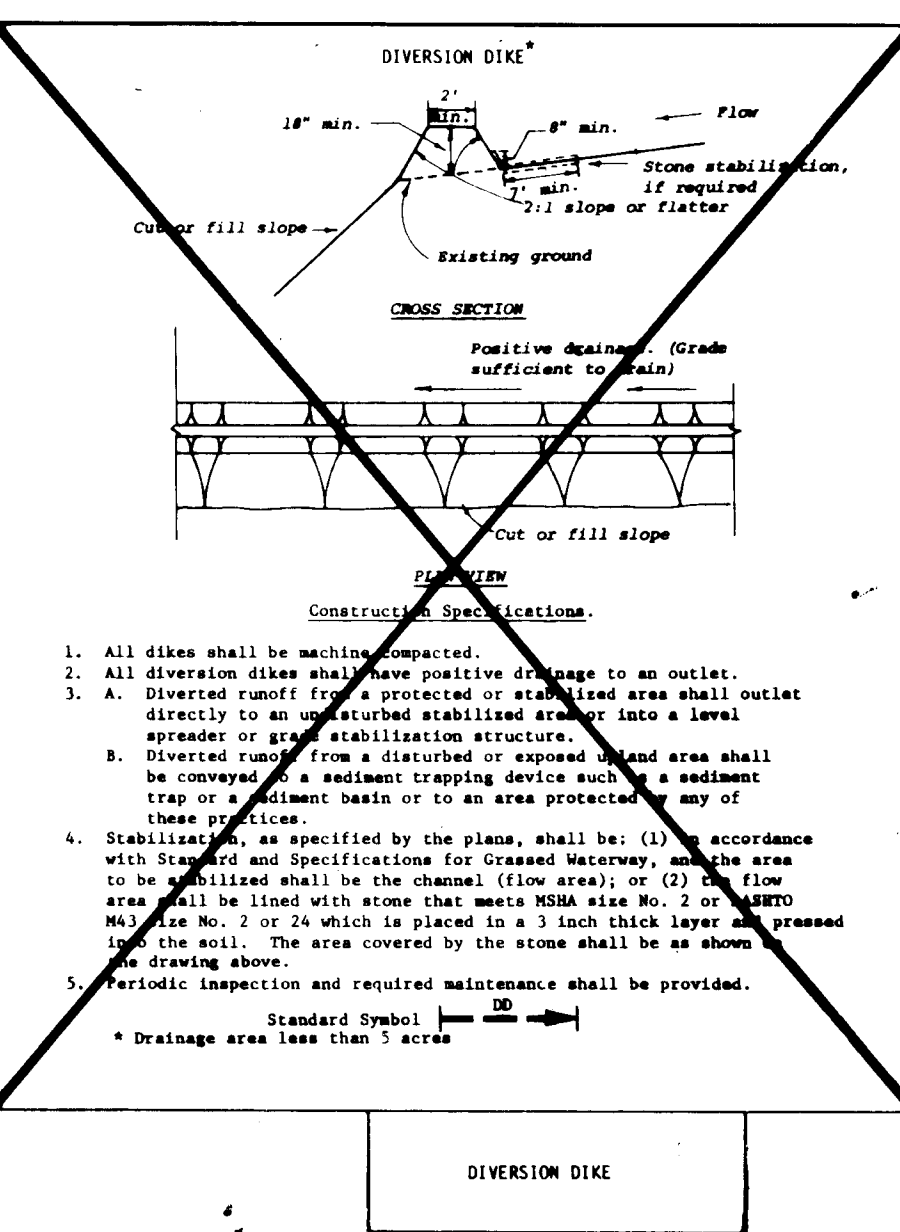 DIVERSION DIKE*
2'
min.
18" min.
8" min.
Flow
Stone stabilization,
if required
7' min.
2:1 slope or flatter
Cut or fill slope
Existing ground
CROSS SECTION
Positive drainage. (Grade
sufficient to drain)
Cut or fill slope
PLAN VIEW
Construction Specifications.
1. All dikes shall be machine compacted.
2. All diversion dikes shall have positive drainage to an outlet.
3. A. Diverted runoff from a protected or stabilized area shall outlet
directly to an undisturbed stabilized area or into a level
spreader or grade stabilization structure.
B. Diverted runoff from a disturbed or exposed upland area shall
be conveyed to a sediment trapping device such as a sediment
trap or a sediment basin or to an area protected by any of
these practices.
4. Stabilization, as specified by the plans, shall be: (1) in accordance
with Standard and Specifications for Grassed Waterway, and the area
to be stabilized shall be the channel (flow area); or (2) the flow
area shall be lined with stone that meets MSHA size No. 2 or AASHTO
M43 size No. 2 or 24 which is placed in a 3 inch thick layer and pressed
into the soil. The area covered by the stone shall be as shown on
the drawing above.
5. Periodic inspection and required maintenance shall be provided.
DD
Standard Symbol
* Drainage area less than 5 acres
DIVERSION DIKE